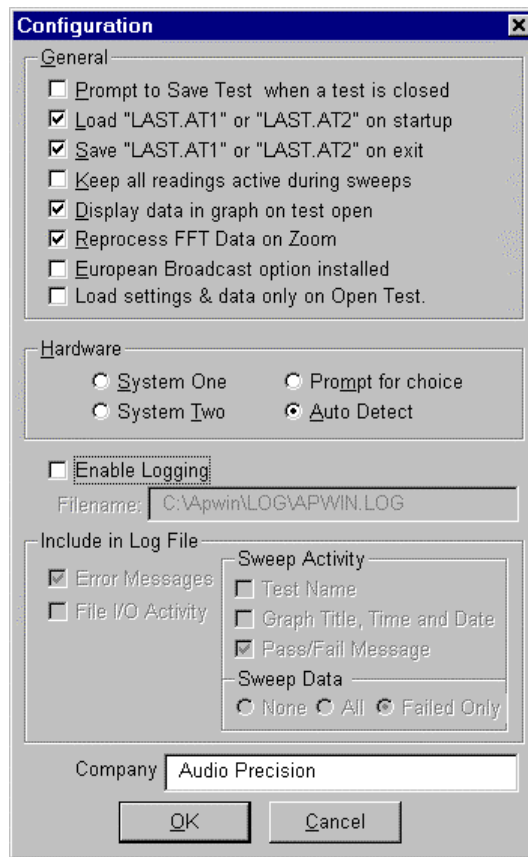 Configuration
General
Prompt to Save Test when a test is closed
Load "LAST.AT1" or "LAST.AT2" on startup
Save "LAST.AT1" or "LAST.AT2" on exit
Keep all readings active during sweeps
Display data in graph on test open
Reprocess FFT Data on Zoom
European Broadcast option installed
Load settings & data only on Open Test.
Hardware
System One
Prompt for choice
System Two
Auto Detect
Enable Logging
Filename: C:\Apwin\LOG\APWIN.LOG
Include in Log File
Error Messages
File I/O Activity
Sweep Activity
Test Name
Graph Title, Time and Date
Pass/Fail Message
Sweep Data
None All Failed Only
Company Audio Precision
OK Cancel